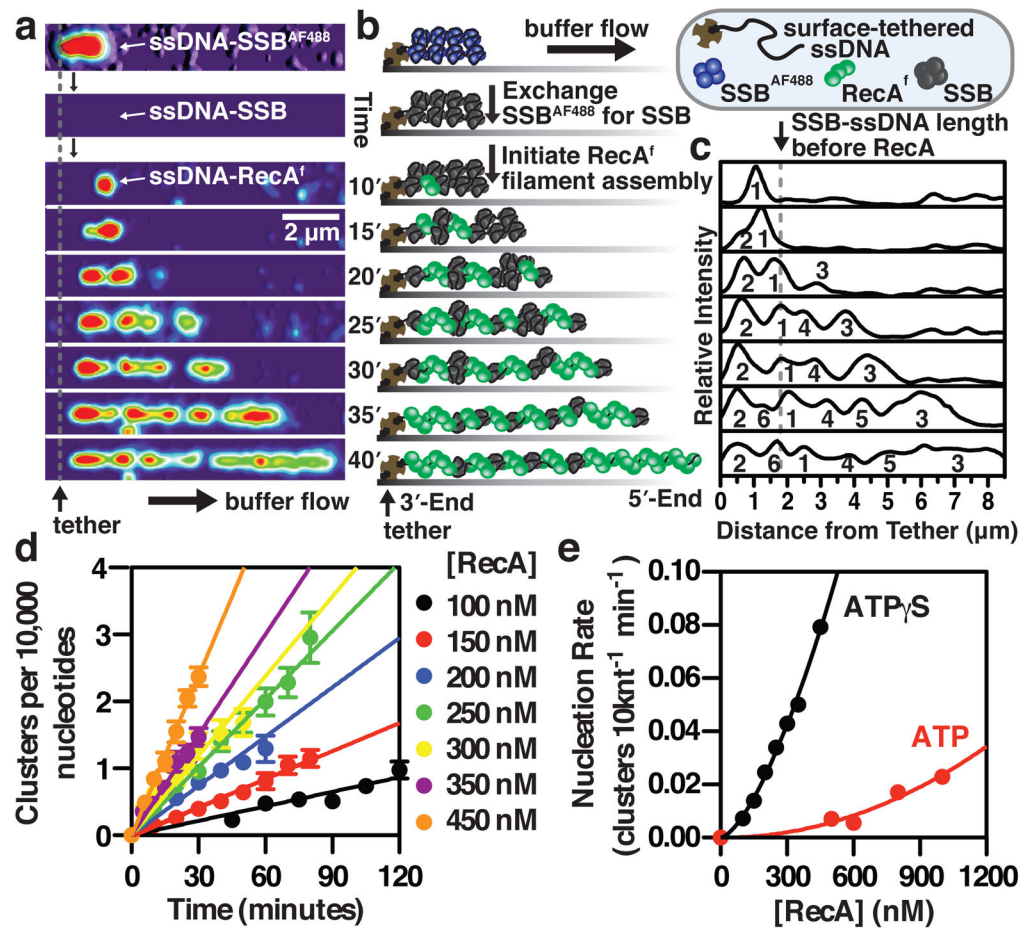 a
ssDNA-SSB^AF488
ssDNA-SSB
ssDNA-RecA^f
2 µm
tether
buffer flow
b
buffer flow
Time
Exchange
SSB^AF488 for SSB
Initiate RecA^f
filament assembly
10′
15′
20′
25′
30′
35′
40′
3′-End
5′-End
tether
surface-tethered
ssDNA
SSB^AF488
RecA^f
SSB
SSB-ssDNA length
before RecA
c
Relative Intensity
1
2 1
2 1 3
2 1 4 3
2 1 4 3
2 6 1 4 5 3
2 6 1 4 5 3
0 1 2 3 4 5 6 7 8
Distance from Tether (µm)
d
Clusters per 10,000
nucleotides
4
3
2
1
0
0 30 60 90 120
Time (minutes)
[RecA]
100 nM
150 nM
200 nM
250 nM
300 nM
350 nM
450 nM
e
Nucleation Rate
(clusters 10knt⁻¹ min⁻¹)
0.10
0.08
0.06
0.04
0.02
0.00
ATPγS
ATP
0 300 600 900 1200
[RecA] (nM)